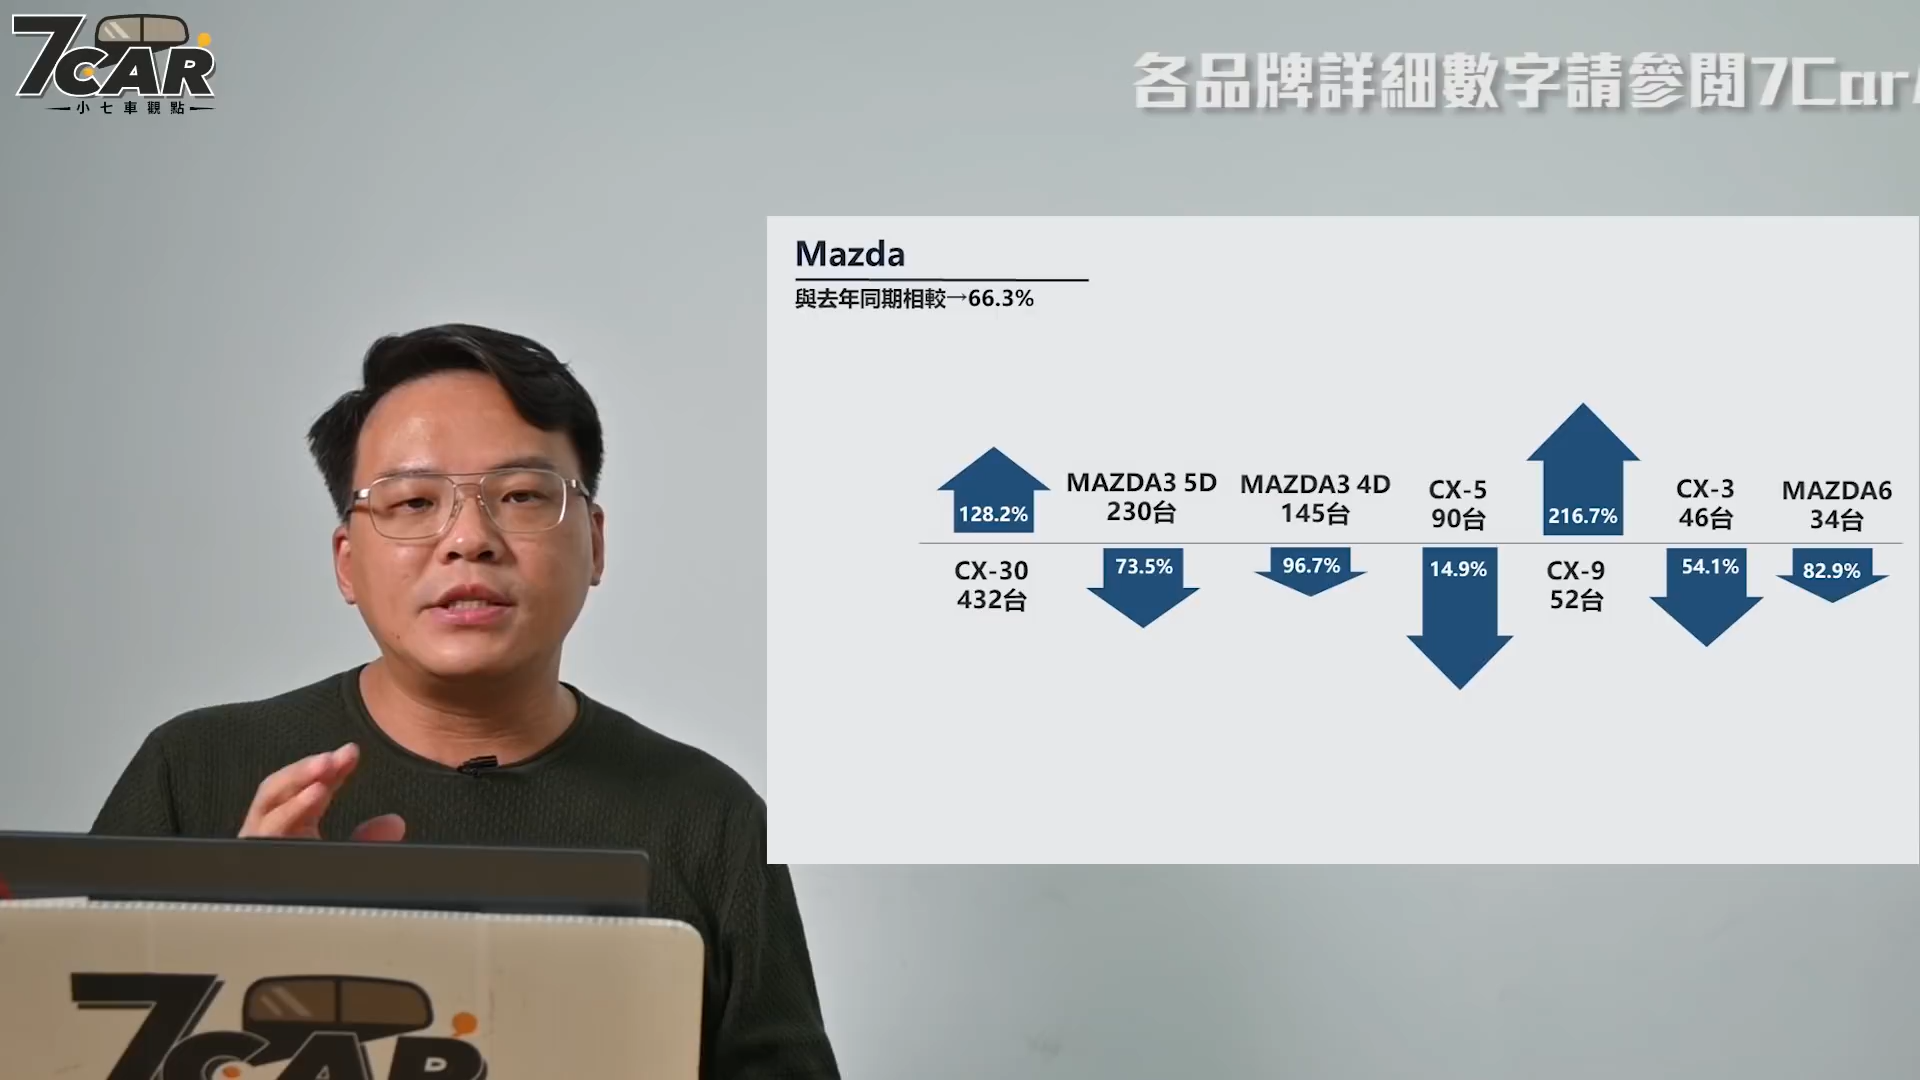 7CAR
小七車觀點
各品牌詳細數字請參閱7Car
Mazda
與去年同期相較→66.3%
128.2%
CX-30
432台
MAZDA3 5D
230台
73.5%
MAZDA3 4D
145台
96.7%
CX-5
90台
14.9%
216.7%
CX-9
52台
CX-3
46台
54.1%
MAZDA6
34台
82.9%
7CAR